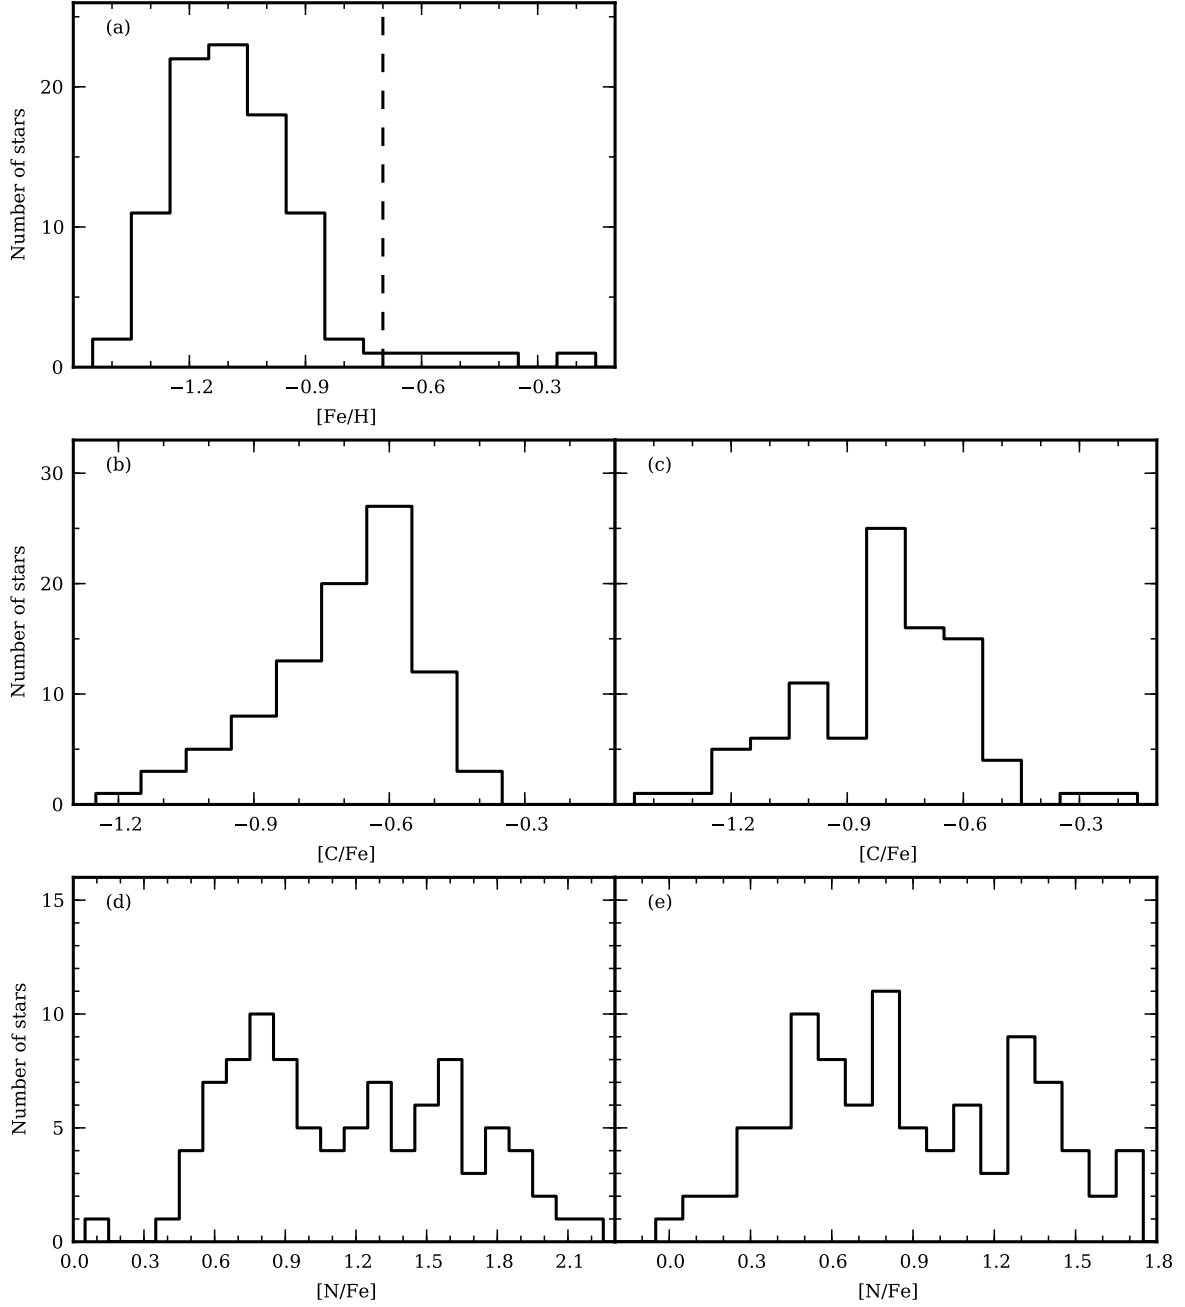 (a)
20
10
0
Number of stars
−1.2 −0.9 −0.6 −0.3
[Fe/H]
(b)
(c)
30
20
10
0
Number of stars
−1.2 −0.9 −0.6 −0.3
−1.2 −0.9 −0.6 −0.3
[C/Fe]
[C/Fe]
(d)
(e)
15
10
5
0
Number of stars
0.0 0.3 0.6 0.9 1.2 1.5 1.8 2.1
0.0 0.3 0.6 0.9 1.2 1.5 1.8
[N/Fe]
[N/Fe]